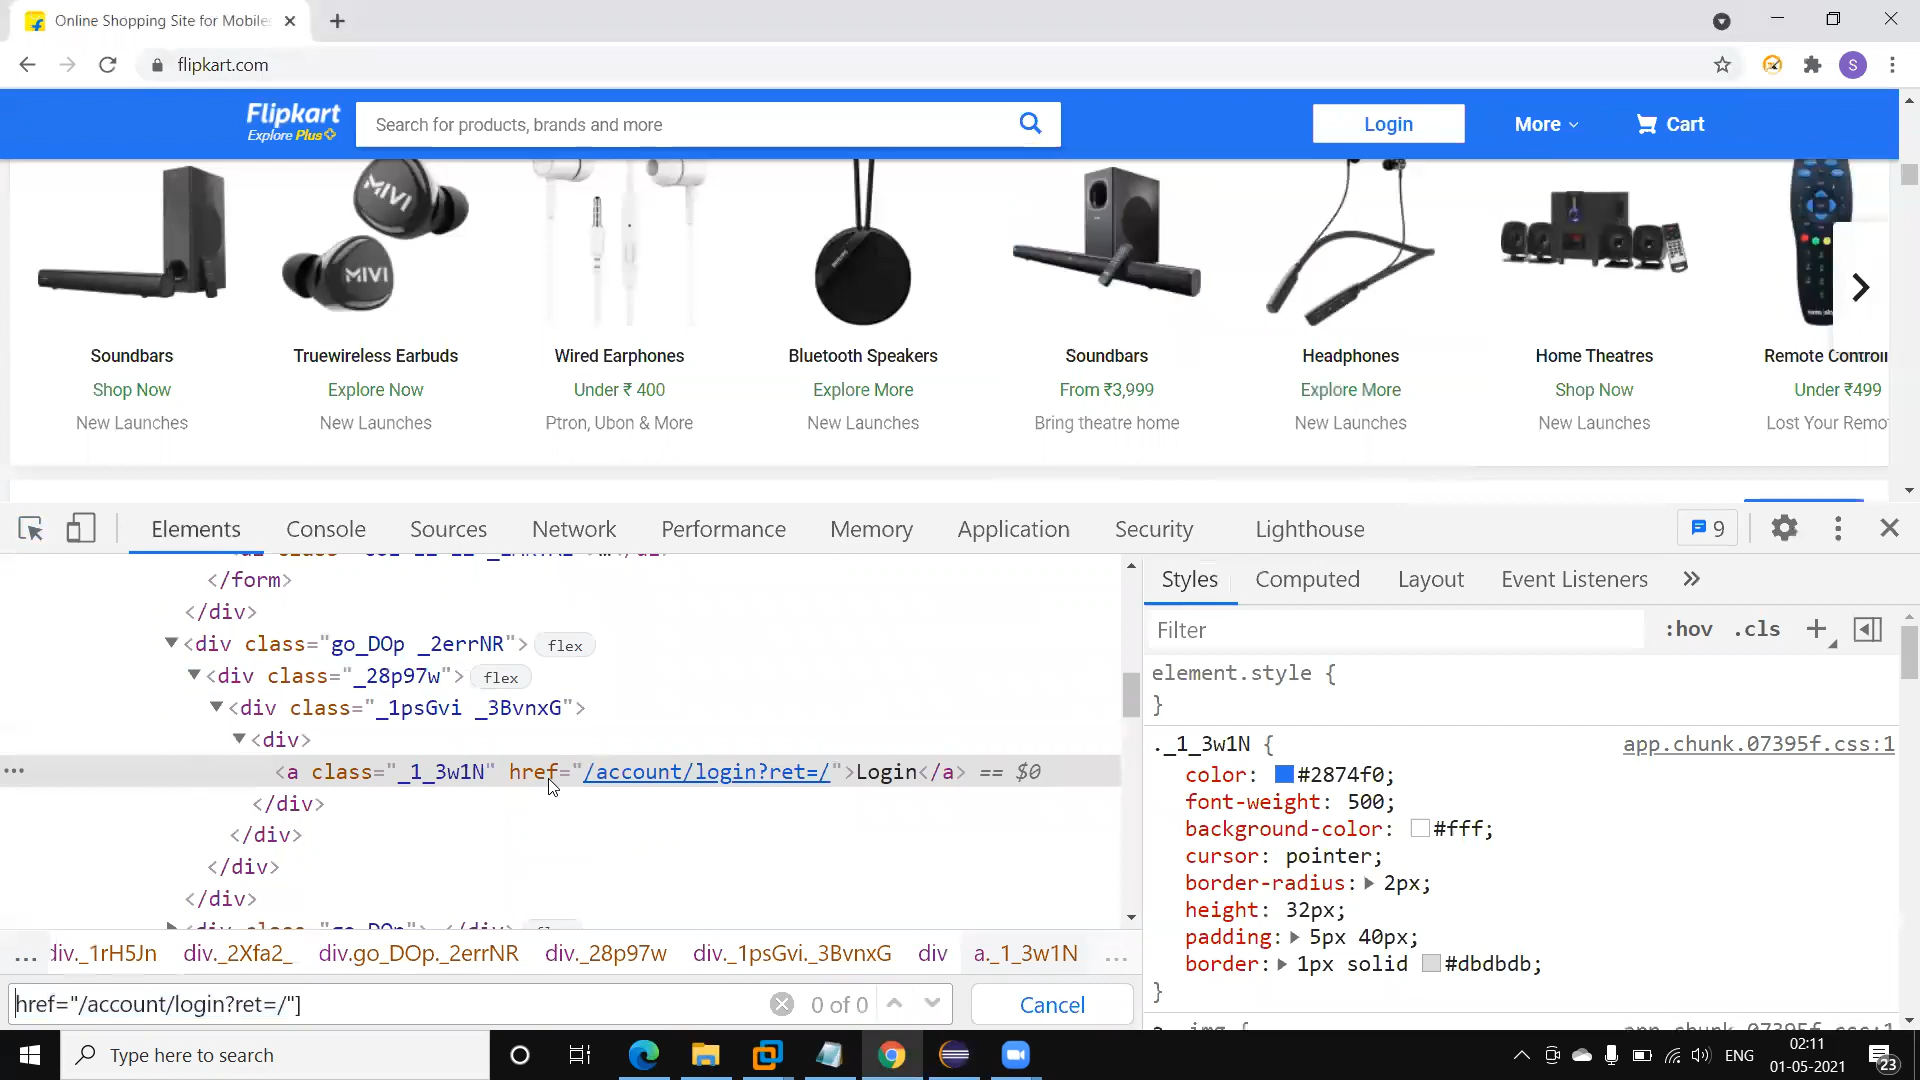 Online Shopping Site for Mobiles
flipkart.com
S
Flipkart
Explore Plus
Search for products, brands and more
Login
More
Cart
MIVI
MIVI
Soundbars
Truewireless Earbuds
Wired Earphones
Bluetooth Speakers
Soundbars
Headphones
Home Theatres
Remote Control
Shop Now
Explore Now
Under ₹ 400
Explore More
From ₹3,999
Explore More
Shop Now
Under ₹499
New Launches
New Launches
Ptron, Ubon & More
New Launches
Bring theatre home
New Launches
New Launches
Lost Your Remo
Elements
Console
Sources
Network
Performance
Memory
Application
Security
Lighthouse
9
</form>
</div>
<div class="go_DOp _2errNR"> flex
<div class="_28p97w"> flex
<div class="_1psGvi _3BvnxG">
<div>
<a class="_1_3w1N" href="/account/login?ret=/">Login</a> == $0
</div>
</div>
</div>
</div>
... div._1rH5Jn div._2Xfa2_ div.go_DOp._2errNR div._28p97w div._1psGvi._3BvnxG div a._1_3w1N ...
href="/account/login?ret=/"]
0 of 0
Cancel
Styles
Computed
Layout
Event Listeners
Filter
:hov .cls
element.style {
}
._1_3w1N {
app.chunk.07395f.css:1
color: #2874f0;
font-weight: 500;
background-color: #fff;
cursor: pointer;
border-radius: 2px;
height: 32px;
padding: 5px 40px;
border: 1px solid #dbdbdb;
}
Type here to search
ENG
02:11
01-05-2021
23